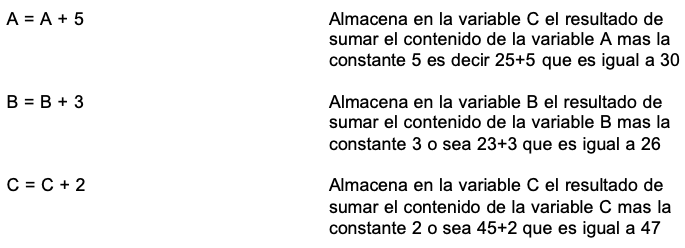 A = A + 5
Almacena en la variable C el resultado de
sumar el contenido de la variable A mas la
constante 5 es decir 25+5 que es igual a 30
B = B + 3
Almacena en la variable B el resultado de
sumar el contenido de la variable B mas la
constante 3 o sea 23+3 que es igual a 26
C = C + 2
Almacena en la variable C el resultado de
sumar el contenido de la variable C mas la
constante 2 o sea 45+2 que es igual a 47